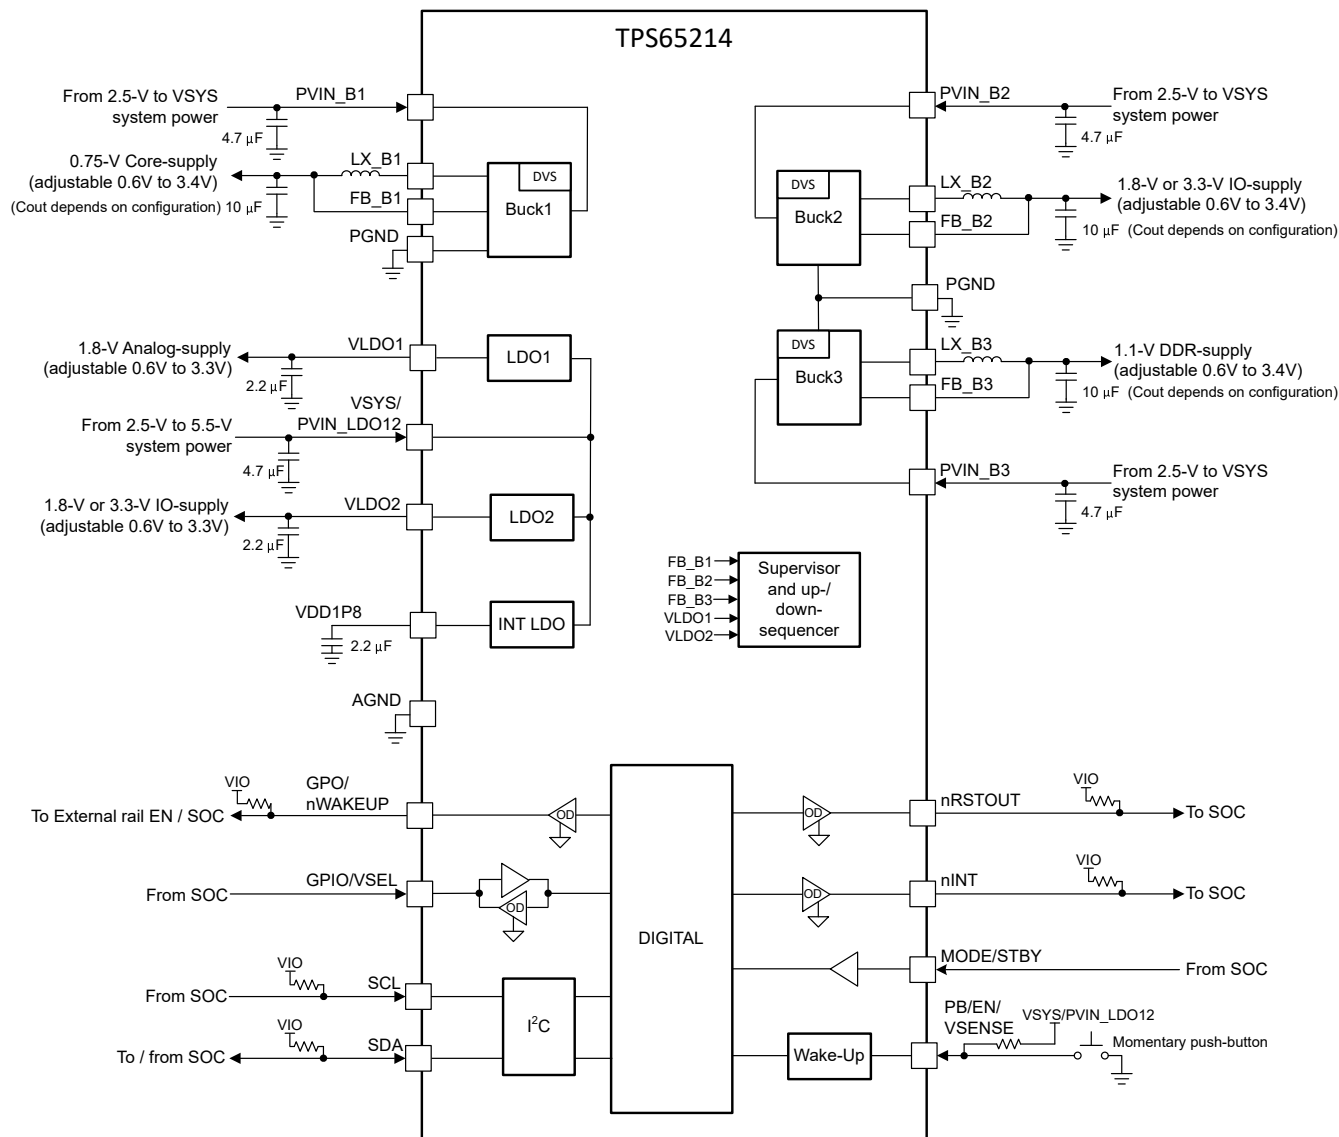 TPS65214
From 2.5-V to VSYS
system power
PVIN_B1
4.7 μF
0.75-V Core-supply
(adjustable 0.6V to 3.4V)
(Cout depends on configuration) 10 μF
LX_B1
FB_B1
PGND
DVS
Buck1
1.8-V Analog-supply
(adjustable 0.6V to 3.3V)
VLDO1
2.2 μF
LDO1
From 2.5-V to 5.5-V
system power
VSYS/
PVIN_LDO12
4.7 μF
1.8-V or 3.3-V IO-supply
(adjustable 0.6V to 3.3V)
VLDO2
2.2 μF
LDO2
VDD1P8
2.2 μF
INT LDO
AGND
PVIN_B2
From 2.5-V to VSYS
system power
4.7 μF
DVS
Buck2
LX_B2
FB_B2
1.8-V or 3.3-V IO-supply
(adjustable 0.6V to 3.4V)
10 μF (Cout depends on configuration)
PGND
DVS
Buck3
LX_B3
FB_B3
1.1-V DDR-supply
(adjustable 0.6V to 3.4V)
10 μF (Cout depends on configuration)
PVIN_B3
From 2.5-V to VSYS
system power
4.7 μF
FB_B1
FB_B2
FB_B3
VLDO1
VLDO2
Supervisor
and up-/
down-
sequencer
To External rail EN / SOC
VIO
GPO/
nWAKEUP
OD
From SOC
GPIO/VSEL
OD
From SOC
VIO
SCL
To / from SOC
VIO
SDA
I²C
DIGITAL
OD
nRSTOUT
VIO
To SOC
OD
nINT
VIO
To SOC
MODE/STBY
From SOC
Wake-Up
PB/EN/
VSENSE
VSYS/PVIN_LDO12
Momentary push-button